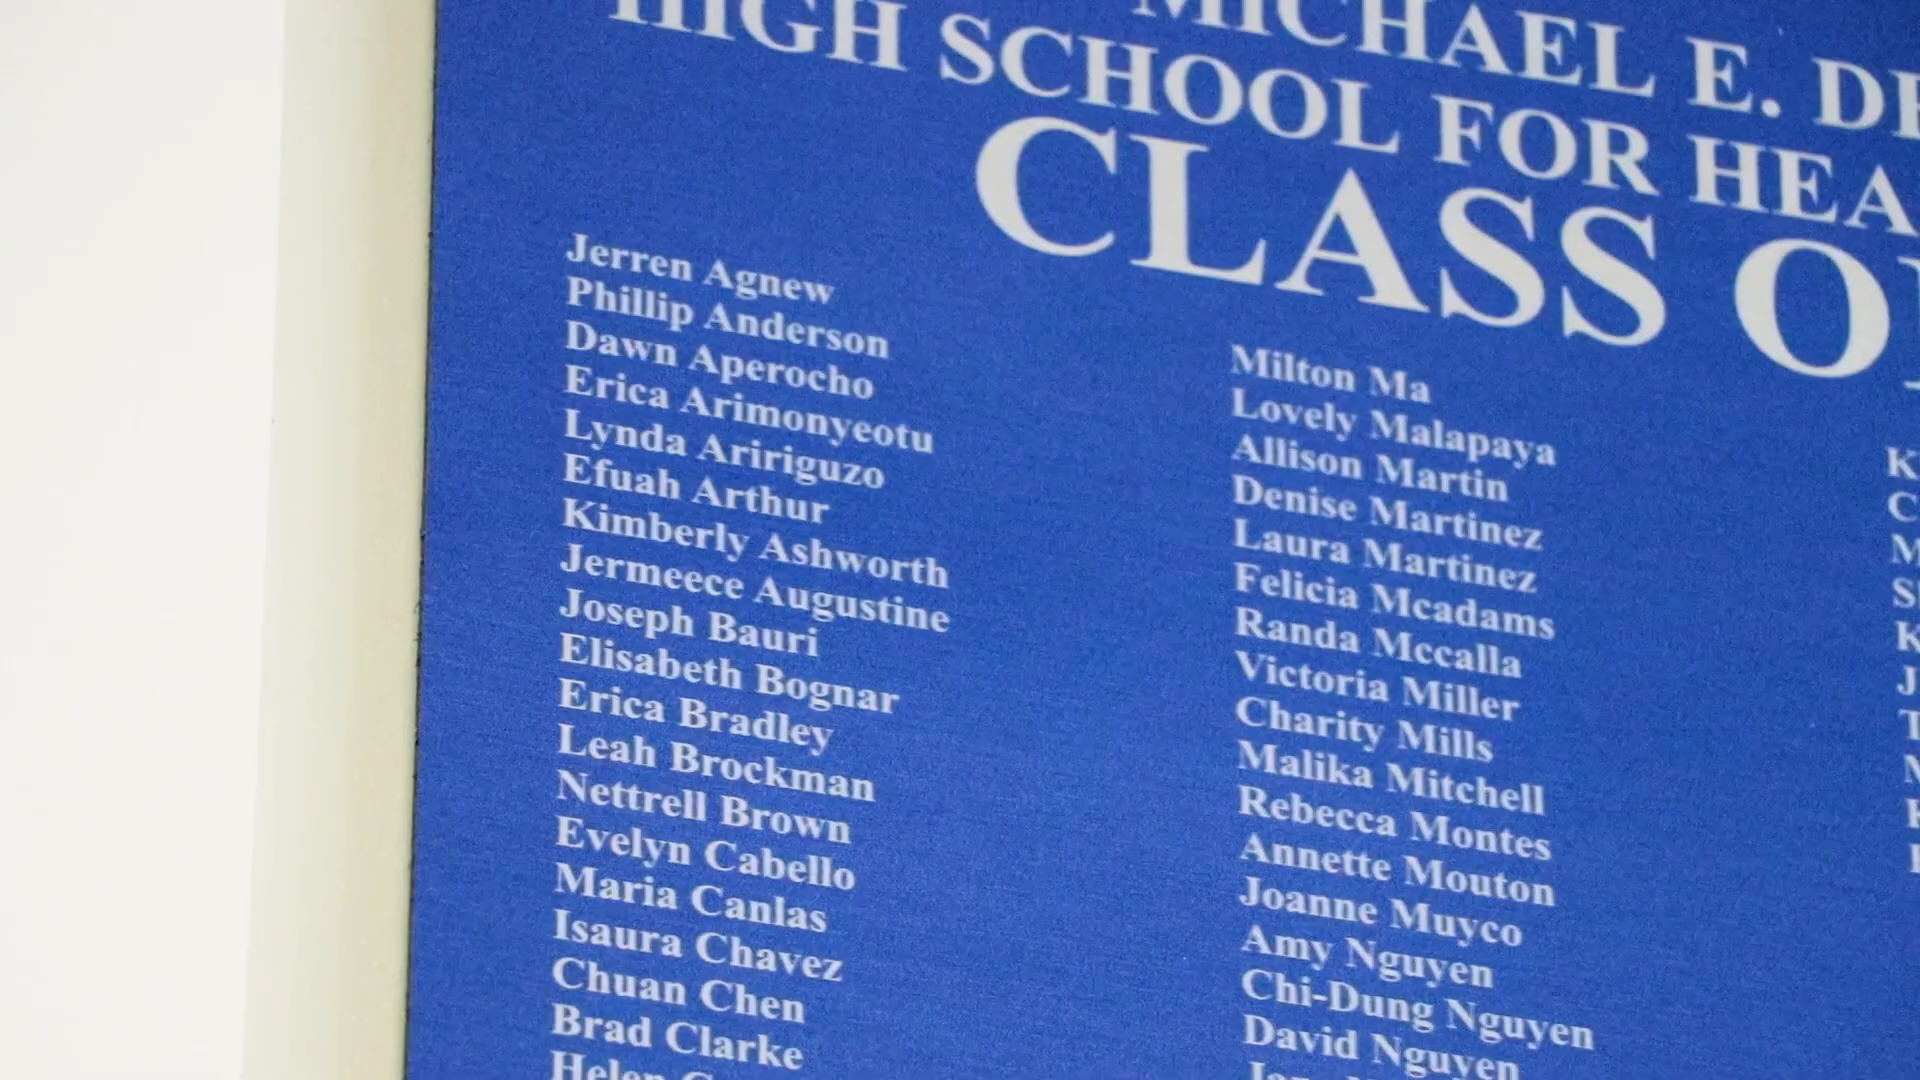 MICHAEL E.
HIGH SCHOOL FOR
CLASS
Jerren Agnew
Phillip Anderson
Dawn Aperocho
Erica Arimonyeotu
Lynda Aririguzo
Efuah Arthur
Kimberly Ashworth
Jermeece Augustine
Joseph Bauri
Elisabeth Bognar
Erica Bradley
Leah Brockman
Nettrell Brown
Evelyn Cabello
Maria Canlas
Isaura Chavez
Chuan Chen
Brad Clarke
Helen
Milton Ma
Lovely Malapaya
Allison Martin
Denise Martinez
Laura Martinez
Felicia Mcadams
Randa Mccalla
Victoria Miller
Charity Mills
Malika Mitchell
Rebecca Montes
Annette Mouton
Joanne Muyco
Amy Nguyen
Chi-Dung Nguyen
David Nguyen